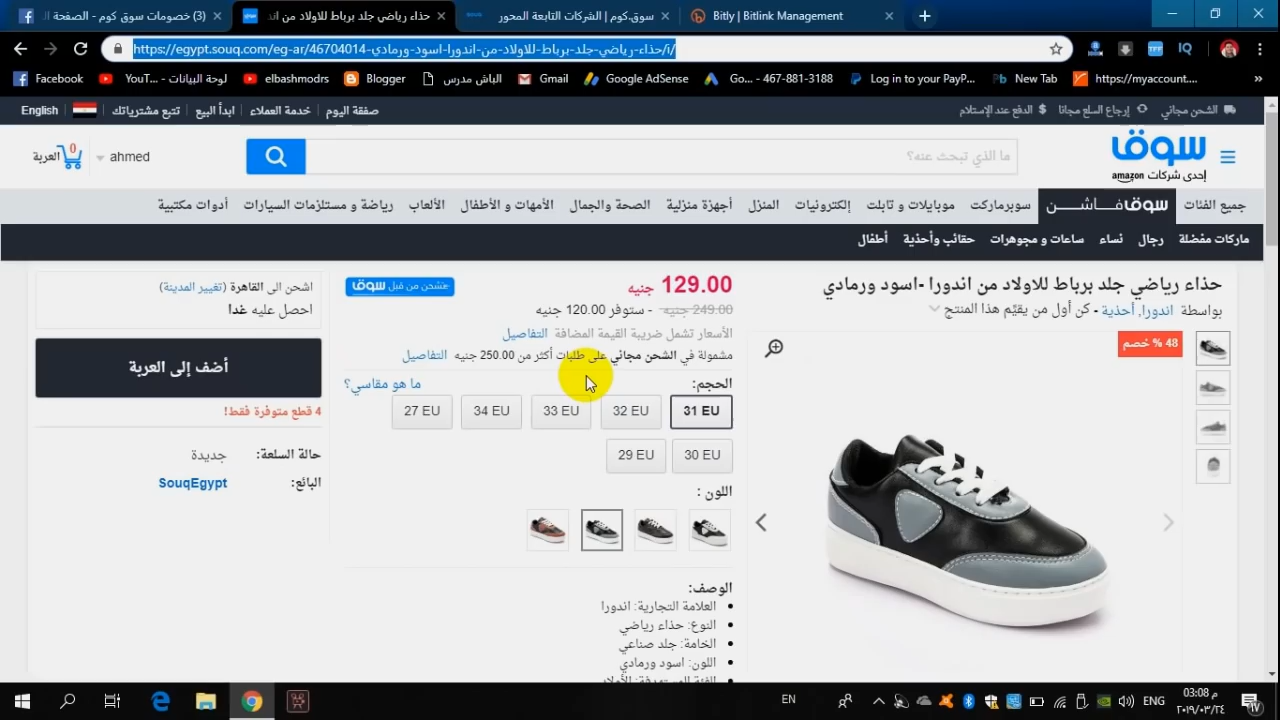 (3) خصومات سوق كوم - الصفحة ال
حذاء رياضي جلد برباط للاولاد من اند
سوق.كوم | الشركات التابعة المحور
Bitly | Bitlink Management
https://egypt.souq.com/eg-ar/حذاء-رياضي-جلد-برباط-للاولاد-من-اندورا-اسود-ورمادي-46704014/i/
Facebook
YouT... - لوحة البيانات
elbashmodrs
Blogger
الباش مدرس
Gmail
Google AdSense
Go... - 467-881-3188
Log in to your PayP...
New Tab
https://myaccount....
»
الشحن مجاني
إرجاع السلع مجانا
الدفع عند الإستلام
صفقة اليوم | خدمة العملاء | ابدأ البيع | تتبع مشترياتك
English
سوق
إحدى شركات amazon
ما الذي تبحث عنه؟
ahmed
0
العربة
جميع الفئات
سوق فاشن
سوبرماركت
موبايلات و تابلت
إلكترونيات
المنزل
أجهزة منزلية
الصحة والجمال
الأمهات و الأطفال
الألعاب
رياضة و مستلزمات السيارات
أدوات مكتبية
ماركات مفضلة
رجال
نساء
ساعات و مجوهرات
حقائب وأحذية
أطفال
حذاء رياضي جلد برباط للاولاد من اندورا -اسود ورمادي
بواسطة اندورا, أحذية - كن أول من يقيّم هذا المنتج
48 % خصم
129.00 جنيه
يشحن من قبل سوق
249.00 جنيه - ستوفر 120.00 جنيه
الأسعار تشمل ضريبة القيمة المضافة التفاصيل
مشمولة في الشحن مجاني على طلبات أكثر من 250.00 جنيه التفاصيل
الحجم:
ما هو مقاسي؟
31 EU
32 EU
33 EU
34 EU
27 EU
30 EU
29 EU
اللون :
الوصف:
العلامة التجارية: اندورا
النوع: حذاء رياضي
الخامة: جلد صناعي
اللون: اسود ورمادي
اشحن الى القاهرة (تغيير المدينة)
احصل عليه غدا
أضف إلى العربة
4 قطع متوفرة فقط!
حالة السلعة: جديدة
البائع: SouqEgypt
EN
ENG
03:08 م
٢٠١٩/٠٣/٢٤